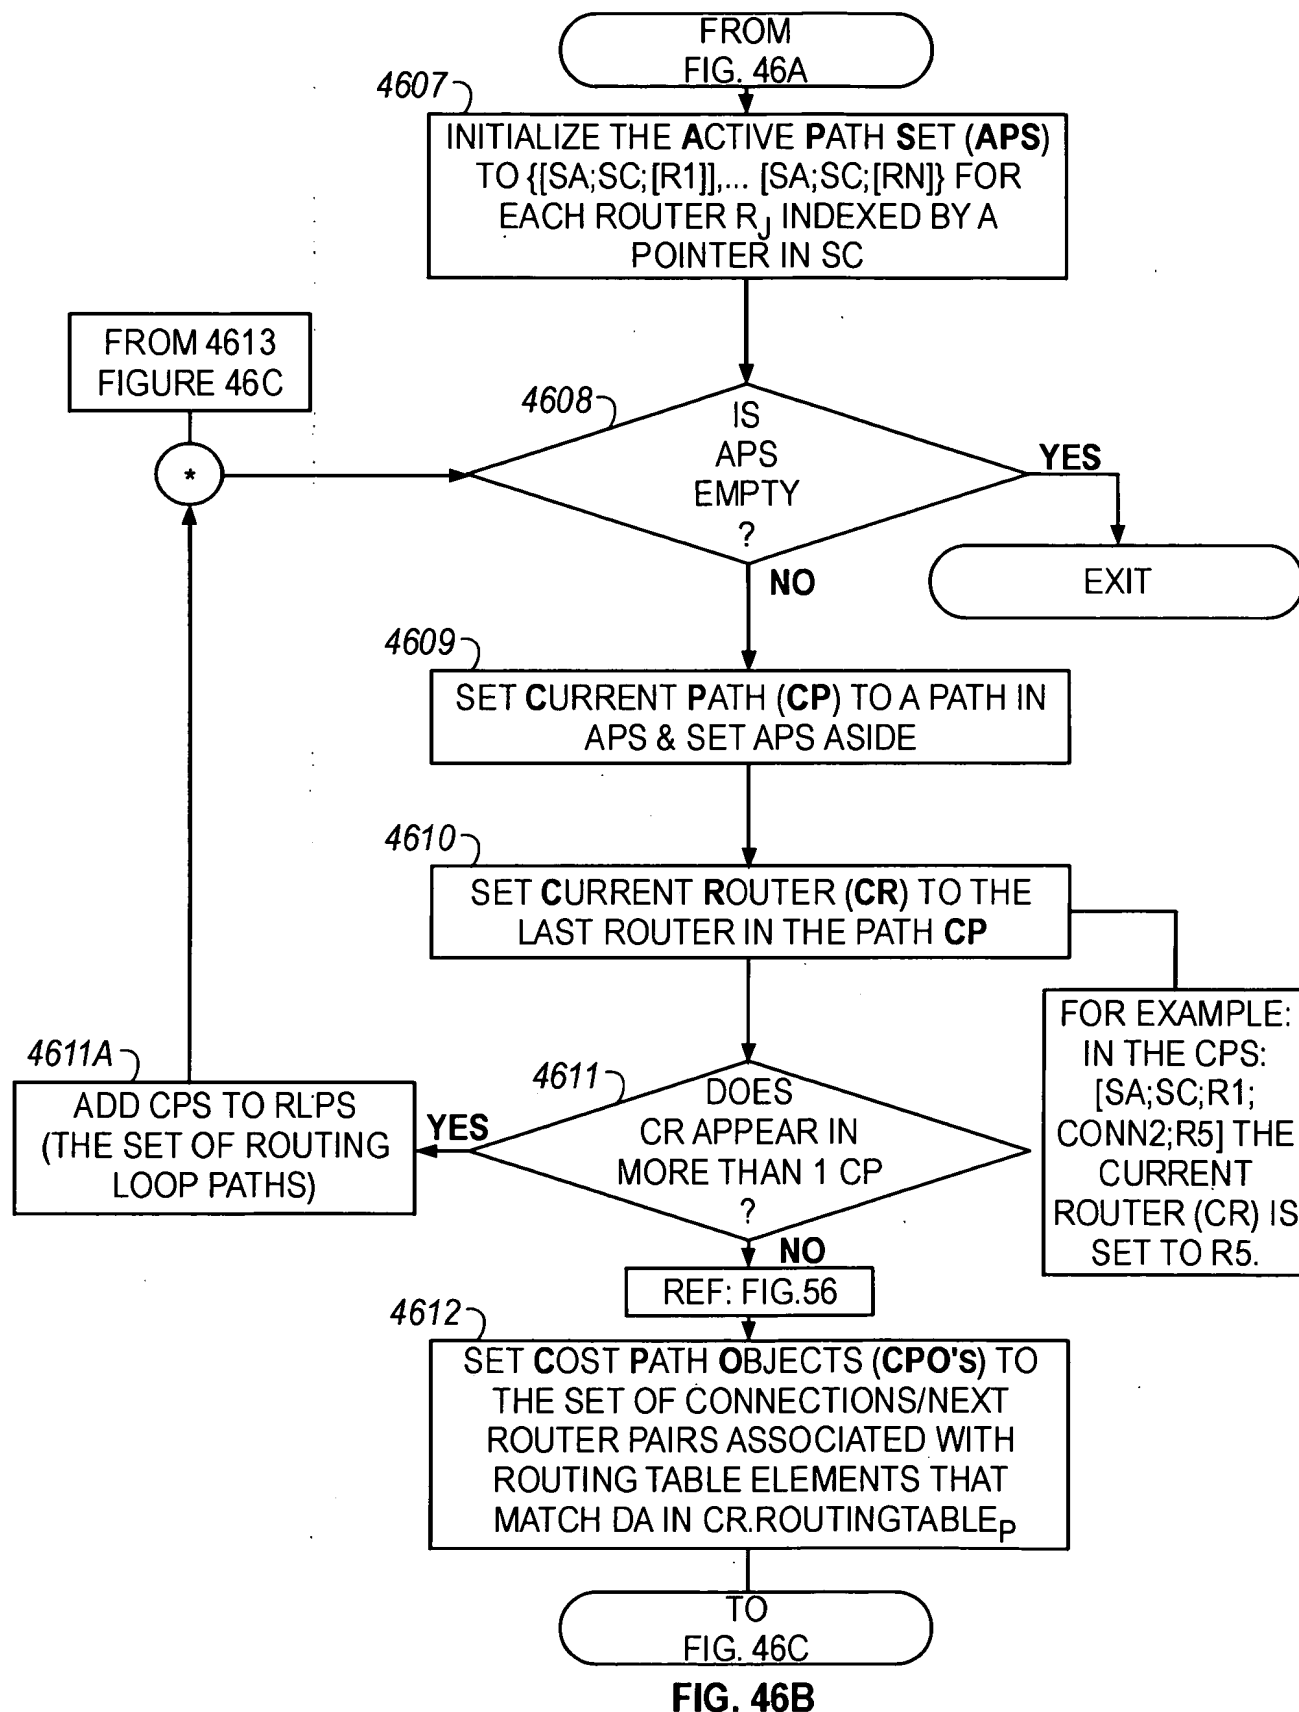 FROM
FIG. 46A
4607
INITIALIZE THE ACTIVE PATH SET (APS)
TO {[SA;SC;[R1]],... [SA;SC;[RN]} FOR
EACH ROUTER RJ INDEXED BY A
POINTER IN SC
FROM 4613
FIGURE 46C
*
4608
IS
APS
EMPTY
?
YES
EXIT
NO
4609
SET CURRENT PATH (CP) TO A PATH IN
APS & SET APS ASIDE
4610
SET CURRENT ROUTER (CR) TO THE
LAST ROUTER IN THE PATH CP
FOR EXAMPLE:
IN THE CPS:
[SA;SC;R1;
CONN2;R5] THE
CURRENT
ROUTER (CR) IS
SET TO R5.
4611
DOES
CR APPEAR IN
MORE THAN 1 CP
?
YES
4611A
ADD CPS TO RLPS
(THE SET OF ROUTING
LOOP PATHS)
NO
REF: FIG.56
4612
SET COST PATH OBJECTS (CPO'S) TO
THE SET OF CONNECTIONS/NEXT
ROUTER PAIRS ASSOCIATED WITH
ROUTING TABLE ELEMENTS THAT
MATCH DA IN CR.ROUTINGTABLEP
TO
FIG. 46C
FIG. 46B